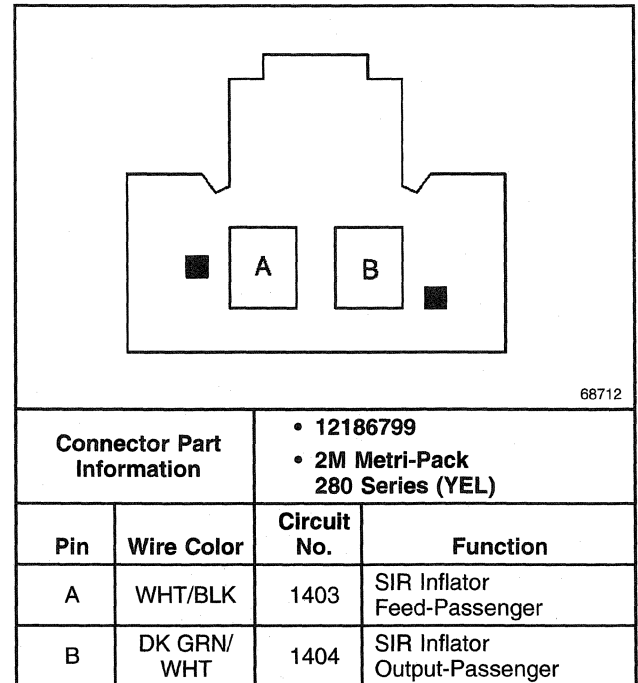 A
B
68712
Connector Part
Information
• 12186799
• 2M Metri-Pack
280 Series (YEL)
Pin
Wire Color
Circuit
No.
Function
A
WHT/BLK
1403
SIR Inflator
Feed-Passenger
B
DK GRN/
WHT
1404
SIR Inflator
Output-Passenger